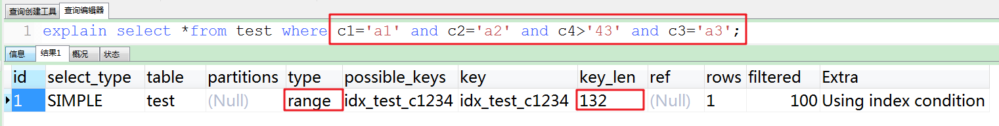 查询创建工具 查询编辑器
1 explain select *from test where c1='a1' and c2='a2' and c4>'43' and c3='a3';
信息 结果1 概况 状态
id select_type table partitions type possible_keys key key_len ref rows filtered Extra
1 SIMPLE test (Null) range idx_test_c1234 idx_test_c1234 132 (Null) 1 100 Using index condition